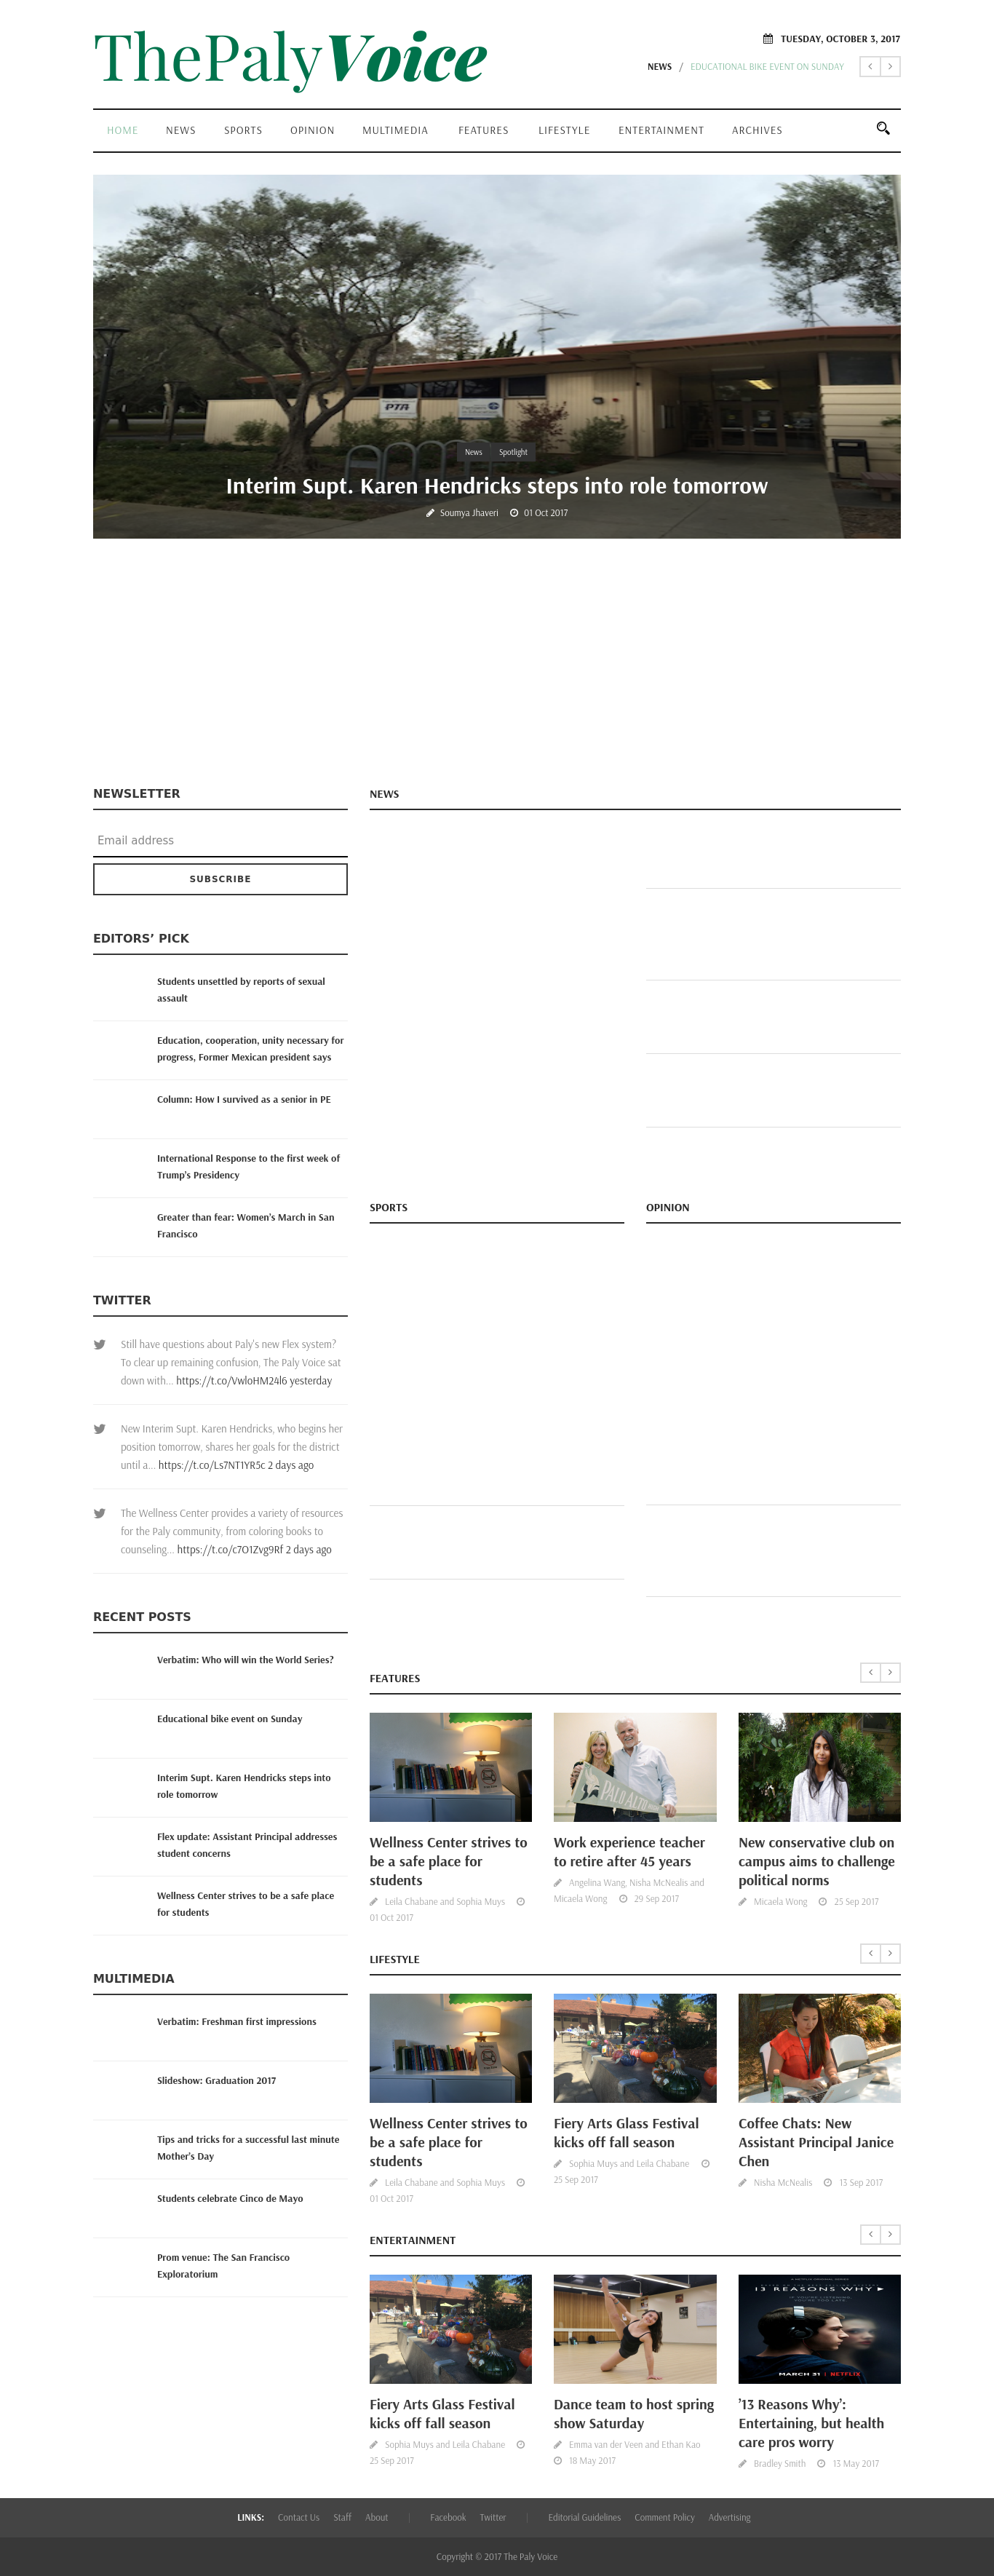 ThePalyVoice
TUESDAY, OCTOBER 3, 2017
NEWS / EDUCATIONAL BIKE EVENT ON SUNDAY
HOME NEWS SPORTS OPINION MULTIMEDIA FEATURES LIFESTYLE ENTERTAINMENT ARCHIVES
PTA
News Spotlight
Interim Supt. Karen Hendricks steps into role tomorrow
Soumya Jhaveri 01 Oct 2017
NEWSLETTER
Email address
SUBSCRIBE
EDITORS’ PICK
Students unsettled by reports of sexual
assault
Education, cooperation, unity necessary for
progress, Former Mexican president says
Column: How I survived as a senior in PE
International Response to the first week of
Trump's Presidency
Greater than fear: Women's March in San
Francisco
TWITTER
Still have questions about Paly's new Flex system?
To clear up remaining confusion, The Paly Voice sat
down with... https://t.co/VwloHM24l6 yesterday
New Interim Supt. Karen Hendricks, who begins her
position tomorrow, shares her goals for the district
until a... https://t.co/Ls7NT1YR5c 2 days ago
The Wellness Center provides a variety of resources
for the Paly community, from coloring books to
counseling... https://t.co/c7O1Zvg9Rf 2 days ago
RECENT POSTS
Verbatim: Who will win the World Series?
Educational bike event on Sunday
Interim Supt. Karen Hendricks steps into
role tomorrow
Flex update: Assistant Principal addresses
student concerns
Wellness Center strives to be a safe place
for students
MULTIMEDIA
Verbatim: Freshman first impressions
Slideshow: Graduation 2017
Tips and tricks for a successful last minute
Mother's Day
Students celebrate Cinco de Mayo
Prom venue: The San Francisco
Exploratorium
NEWS
SPORTS
OPINION
FEATURES
PALO ALTO
Wellness Center strives to
be a safe place for
students
Leila Chabane and Sophia Muys
01 Oct 2017
Work experience teacher
to retire after 45 years
Angelina Wang, Nisha McNealis and
Micaela Wong 29 Sep 2017
New conservative club on
campus aims to challenge
political norms
Micaela Wong 25 Sep 2017
LIFESTYLE
Wellness Center strives to
be a safe place for
students
Leila Chabane and Sophia Muys
01 Oct 2017
Fiery Arts Glass Festival
kicks off fall season
Sophia Muys and Leila Chabane
25 Sep 2017
Coffee Chats: New
Assistant Principal Janice
Chen
Nisha McNealis 13 Sep 2017
ENTERTAINMENT
Fiery Arts Glass Festival
kicks off fall season
Sophia Muys and Leila Chabane
25 Sep 2017
Dance team to host spring
show Saturday
Emma van der Veen and Ethan Kao
18 May 2017
13 REASONS WHY
MARCH 31 | NETFLIX
’13 Reasons Why’:
Entertaining, but health
care pros worry
Bradley Smith 13 May 2017
LINKS: Contact Us Staff About | Facebook Twitter | Editorial Guidelines Comment Policy Advertising
Copyright © 2017 The Paly Voice